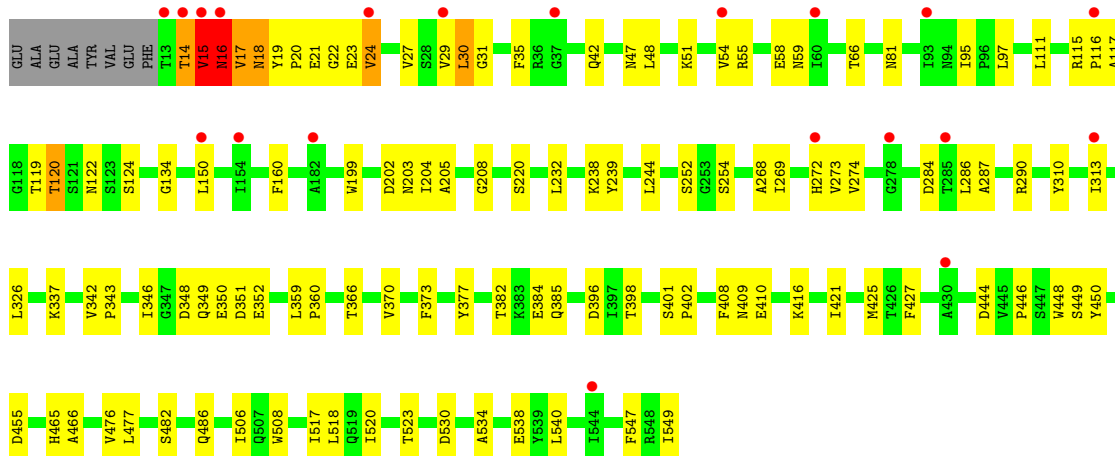 GLU ALA GLU ALA TYR VAL GLU PHE T13 T14 V15 N16 V17 N18 Y19 P20 E21 G22 E23 V24 V27 S28 V29 L30 G31 F35 R36 G37 Q42 N47 L48 K51 V54 R55 E58 N59 I60 T66 N81 I93 N94 I95 P96 L97 L111 R115 P116 A117
G118 T119 T120 S121 N122 S123 S124 G134 L150 I154 F160 A182 W199 D202 N203 T204 A205 G208 S220 L232 K238 Y239 L244 S252 G253 S254 A268 I269 H272 V273 V274 G278 D284 T285 L286 A287 R290 Y310 I313
L326 K337 V342 P343 I346 G347 D348 Q349 E350 D351 E352 L359 P360 T366 V370 F373 Y377 T382 K383 E384 Q385 D396 I397 T398 S401 P402 F408 N409 E410 K416 I421 M425 T426 F427 A430 D444 V445 P446 S447 W448 S449 Y450
D455 H465 A466 V476 L477 S482 Q486 I506 Q507 W508 I517 L518 Q519 I520 T523 D530 A534 E538 Y539 L540 I544 F547 R548 I549